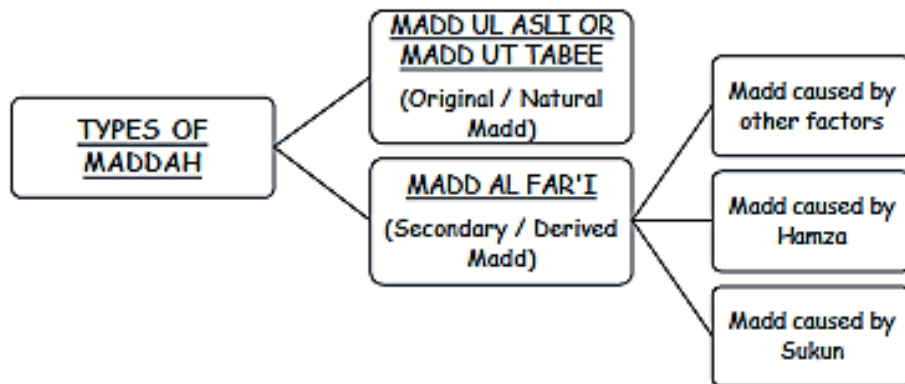 TYPES OF
MADDAH
MADD UL ASLI OR
MADD UT TABEE
(Original / Natural
Madd)
MADD AL FAR'I
(Secondary / Derived
Madd)
Madd caused by
other factors
Madd caused by
Hamza
Madd caused by
Sukun